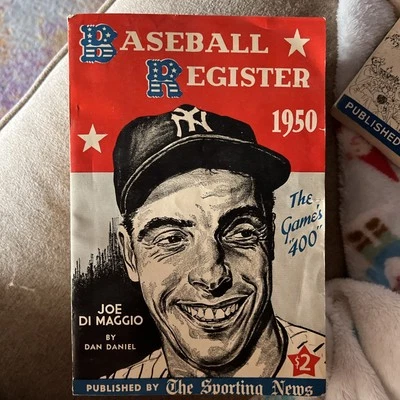 BASEBALL
REGISTER
1950
NY
The
Game's
"400"
JOE
DI MAGGIO
BY
DAN DANIEL
$2
PUBLISHED BY The Sporting News
PUBLISHED